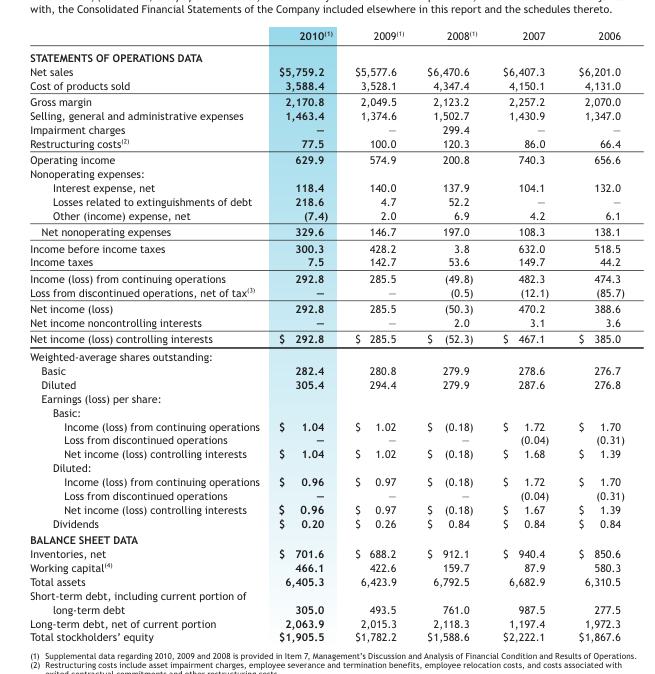 with, the Consolidated Financial Statements of the Company included elsewhere in this report and the schedules thereto.
2010(1) 2009(1) 2008(1) 2007 2006
STATEMENTS OF OPERATIONS DATA
Net sales $5,759.2 $5,577.6 $6,470.6 $6,407.3 $6,201.0
Cost of products sold 3,588.4 3,528.1 4,347.4 4,150.1 4,131.0
Gross margin 2,170.8 2,049.5 2,123.2 2,257.2 2,070.0
Selling, general and administrative expenses 1,463.4 1,374.6 1,502.7 1,430.9 1,347.0
Impairment charges — — 299.4 — —
Restructuring costs(2) 77.5 100.0 120.3 86.0 66.4
Operating income 629.9 574.9 200.8 740.3 656.6
Nonoperating expenses:
Interest expense, net 118.4 140.0 137.9 104.1 132.0
Losses related to extinguishments of debt 218.6 4.7 52.2 — —
Other (income) expense, net (7.4) 2.0 6.9 4.2 6.1
Net nonoperating expenses 329.6 146.7 197.0 108.3 138.1
Income before income taxes 300.3 428.2 3.8 632.0 518.5
Income taxes 7.5 142.7 53.6 149.7 44.2
Income (loss) from continuing operations 292.8 285.5 (49.8) 482.3 474.3
Loss from discontinued operations, net of tax(3) — — (0.5) (12.1) (85.7)
Net income (loss) 292.8 285.5 (50.3) 470.2 388.6
Net income noncontrolling interests — — 2.0 3.1 3.6
Net income (loss) controlling interests $ 292.8 $ 285.5 $ (52.3) $ 467.1 $ 385.0
Weighted-average shares outstanding:
Basic 282.4 280.8 279.9 278.6 276.7
Diluted 305.4 294.4 279.9 287.6 276.8
Earnings (loss) per share:
Basic:
Income (loss) from continuing operations $ 1.04 $ 1.02 $ (0.18) $ 1.72 $ 1.70
Loss from discontinued operations — — — (0.04) (0.31)
Net income (loss) controlling interests $ 1.04 $ 1.02 $ (0.18) $ 1.68 $ 1.39
Diluted:
Income (loss) from continuing operations $ 0.96 $ 0.97 $ (0.18) $ 1.72 $ 1.70
Loss from discontinued operations — — — (0.04) (0.31)
Net income (loss) controlling interests $ 0.96 $ 0.97 $ (0.18) $ 1.67 $ 1.39
Dividends $ 0.20 $ 0.26 $ 0.84 $ 0.84 $ 0.84
BALANCE SHEET DATA
Inventories, net $ 701.6 $ 688.2 $ 912.1 $ 940.4 $ 850.6
Working capital(4) 466.1 422.6 159.7 87.9 580.3
Total assets 6,405.3 6,423.9 6,792.5 6,682.9 6,310.5
Short-term debt, including current portion of
long-term debt 305.0 493.5 761.0 987.5 277.5
Long-term debt, net of current portion 2,063.9 2,015.3 2,118.3 1,197.4 1,972.3
Total stockholders' equity $1,905.5 $1,782.2 $1,588.6 $2,222.1 $1,867.6
(1) Supplemental data regarding 2010, 2009 and 2008 is provided in Item 7, Management's Discussion and Analysis of Financial Condition and Results of Operations.
(2) Restructuring costs include asset impairment charges, employee severance and termination benefits, employee relocation costs, and costs associated with